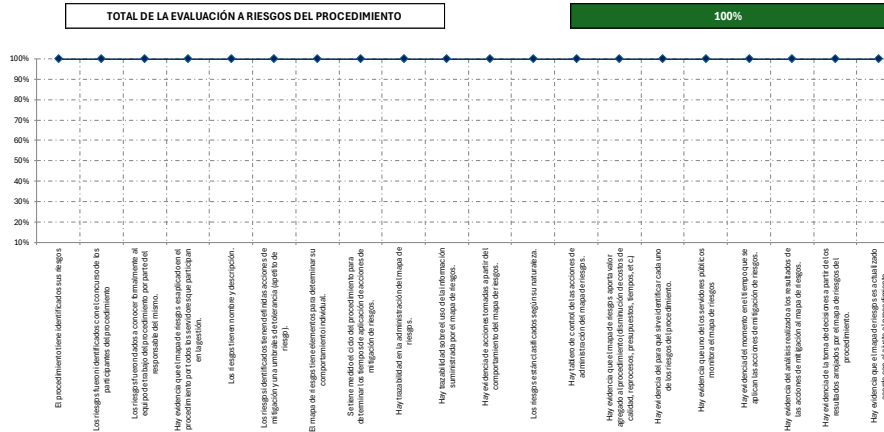 TOTAL DE LA EVALUACIÓN A RIESGOS DEL PROCEDIMIENTO
100%
100%
90%
80%
70%
60%
50%
40%
30%
20%
10%
El procedimiento tiene identificados sus riesgos
Los riesgos fueron identificados con el concurso de los
participantes del procedimiento
Los riesgos fueron dados a conocer formalmente al
equipo de trabajo del procedimiento por parte del
responsable del mismo.
Hay evidencia que el mapa de riesgos es aplicado en el
procedimiento por todos los servidores que participan
en la gestión.
Los riesgos tienen nombre y descripción.
Los riesgos identificados tienen definidas acciones de
mitigación y una umbrales de tolerancia (apetito de
riesgo).
El mapa de riesgos tiene elementos para determinar su
comportamiento individual.
Se tiene medido el ciclo del procedimiento para
determinar los tiempos de aplicación de acciones de
mitigación de riesgos.
Hay trazabilidad en la administración del mapa de
riesgos.
Hay trazabilidad sobre el uso de la información
suministrada por el mapa de riesgos.
Hay evidencia de acciones tomadas a partir del
comportamiento del mapa de riesgos.
Los riesgos están clasificados según su naturaleza.
Hay tablero de control de las acciones de
administración del mapa de riesgos.
Hay evidencia que el mapa de riesgos aporta valor
agregado al procedimiento (disminución de costos de
calidad, reprocesos, presupuestos, tiempos, etc.)
Hay evidencia del para qué sirve identificar cada uno
de los riesgos del procedimiento.
Hay evidencia que uno de los servidores públicos
monitora el mapa de riesgos
Hay evidencia del momento en el tiempo que se
aplican las acciones de mitigación de riesgos.
Hay evidencia del análisis realizado a los resultados de
las acciones de mitigación al mapa de riesgos.
Hay evidencia de la toma de decisiones a partir de los
resultados arrojados por el mapa de riesgos del
procedimiento.
Hay evidencia que el mapa de riesgos es actualizado